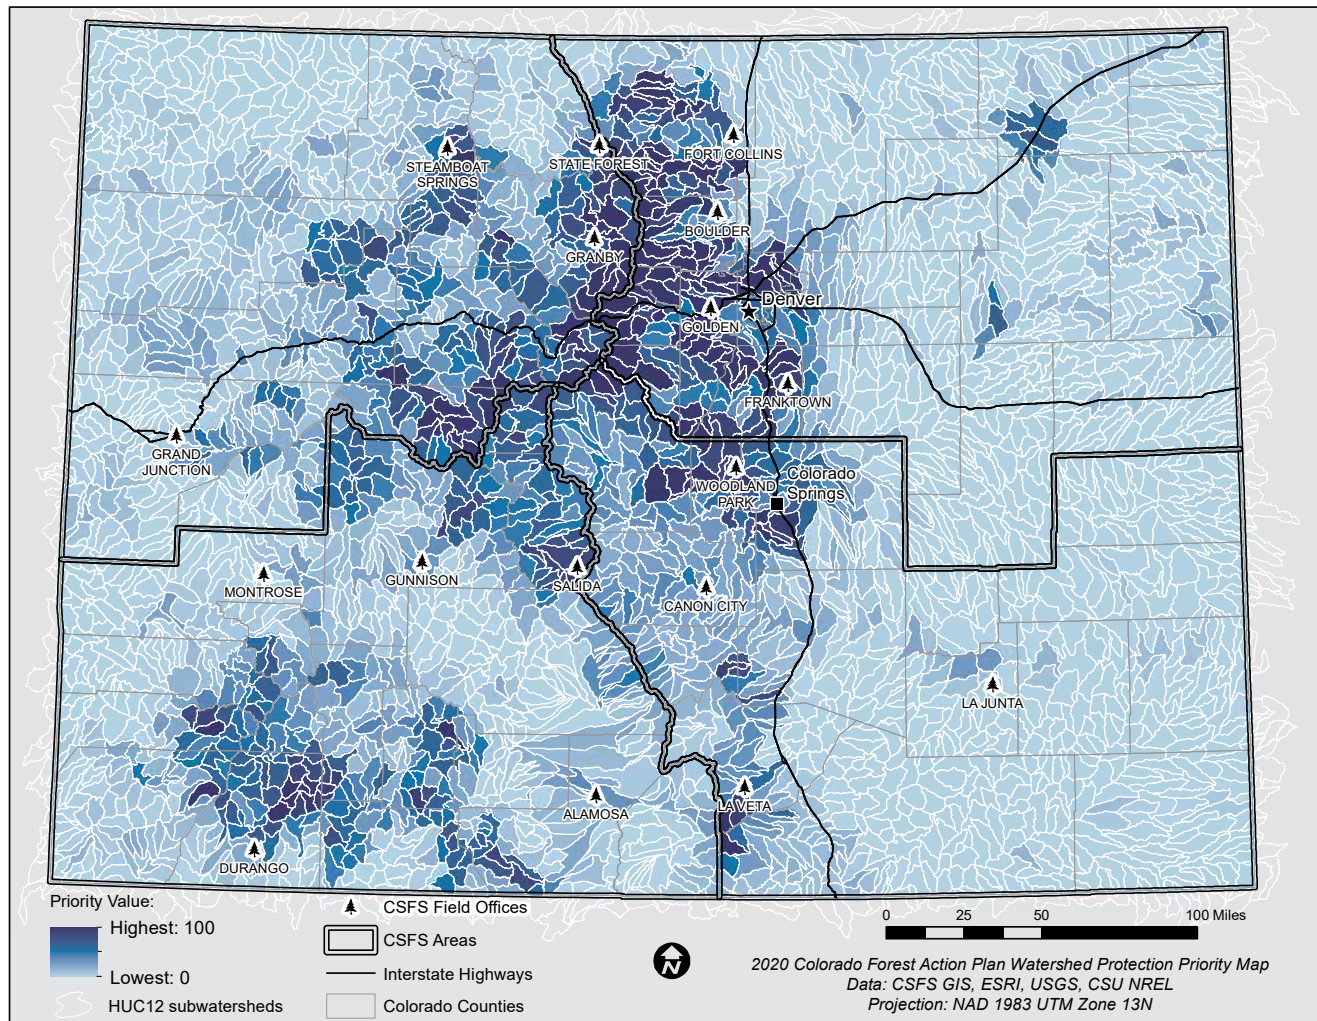 STEAMBOAT
SPRINGS
STATE FOREST
FORT COLLINS
BOULDER
GRANBY
Denver
GOLDEN
FRANKTOWN
GRAND
JUNCTION
WOODLAND
PARK
Colorado
Springs
MONTROSE
GUNNISON
SALIDA
CANON CITY
LA JUNTA
ALAMOSA
LA VETA
DURANGO
Priority Value:
Highest: 100
Lowest: 0
HUC12 subwatersheds
CSFS Field Offices
CSFS Areas
Interstate Highways
Colorado Counties
N
0 25 50 100 Miles
2020 Colorado Forest Action Plan Watershed Protection Priority Map
Data: CSFS GIS, ESRI, USGS, CSU NREL
Projection: NAD 1983 UTM Zone 13N